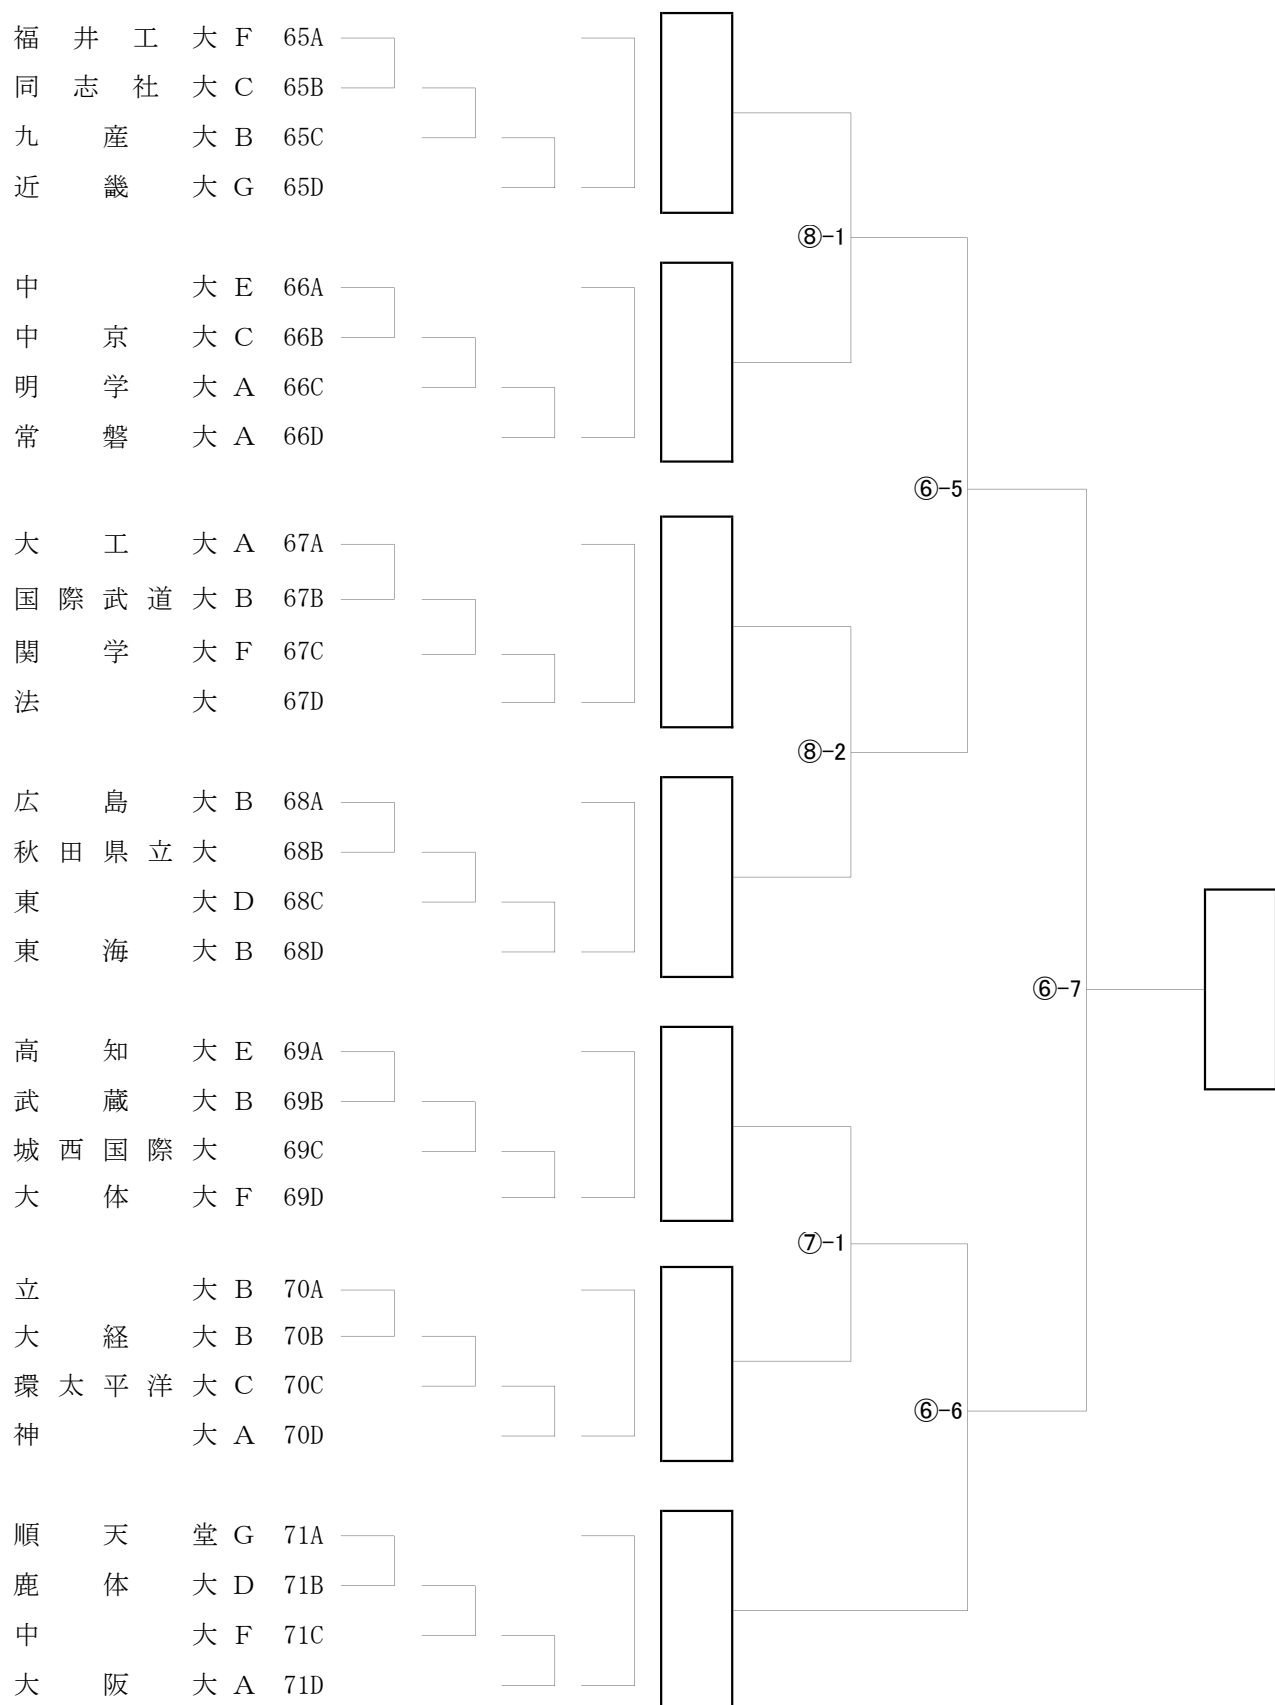 福井工大 F 65A
同志社大 C 65B
九産大 B 65C
近畿大 G 65D
⑧-1
中大 E 66A
中京大 C 66B
明学大 A 66C
常磐大 A 66D
⑥-5
大工大 A 67A
国際武道大 B 67B
関学大 F 67C
法大 67D
⑧-2
広島大 B 68A
秋田県立大 68B
東大 D 68C
東海大 B 68D
⑥-7
高知大 E 69A
武蔵大 B 69B
城西国際大 69C
大体大 F 69D
⑦-1
立大 B 70A
大経大 B 70B
環太平洋大 C 70C
⑥-6
神大 A 70D
順天堂 G 71A
鹿体大 D 71B
中大 F 71C
大阪大 A 71D